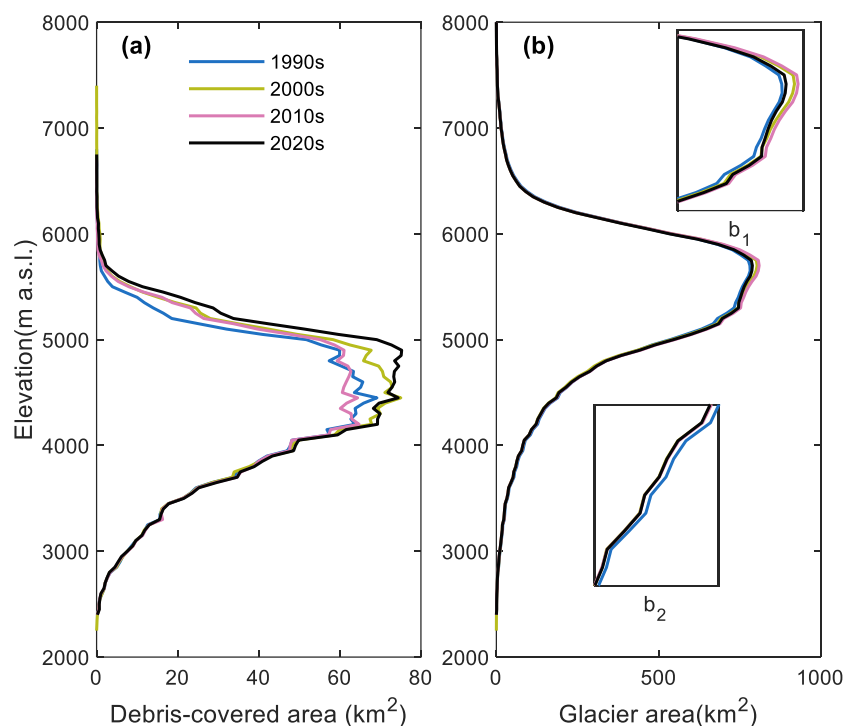 (a)
1990s
2000s
2010s
2020s
8000
7000
6000
5000
4000
3000
2000
Elevation(m a.s.l.)
0 20 40 60 80
Debris-covered area (km²)
(b)
b₁
b₂
8000
7000
6000
5000
4000
3000
2000
0 500 1000
Glacier area(km²)